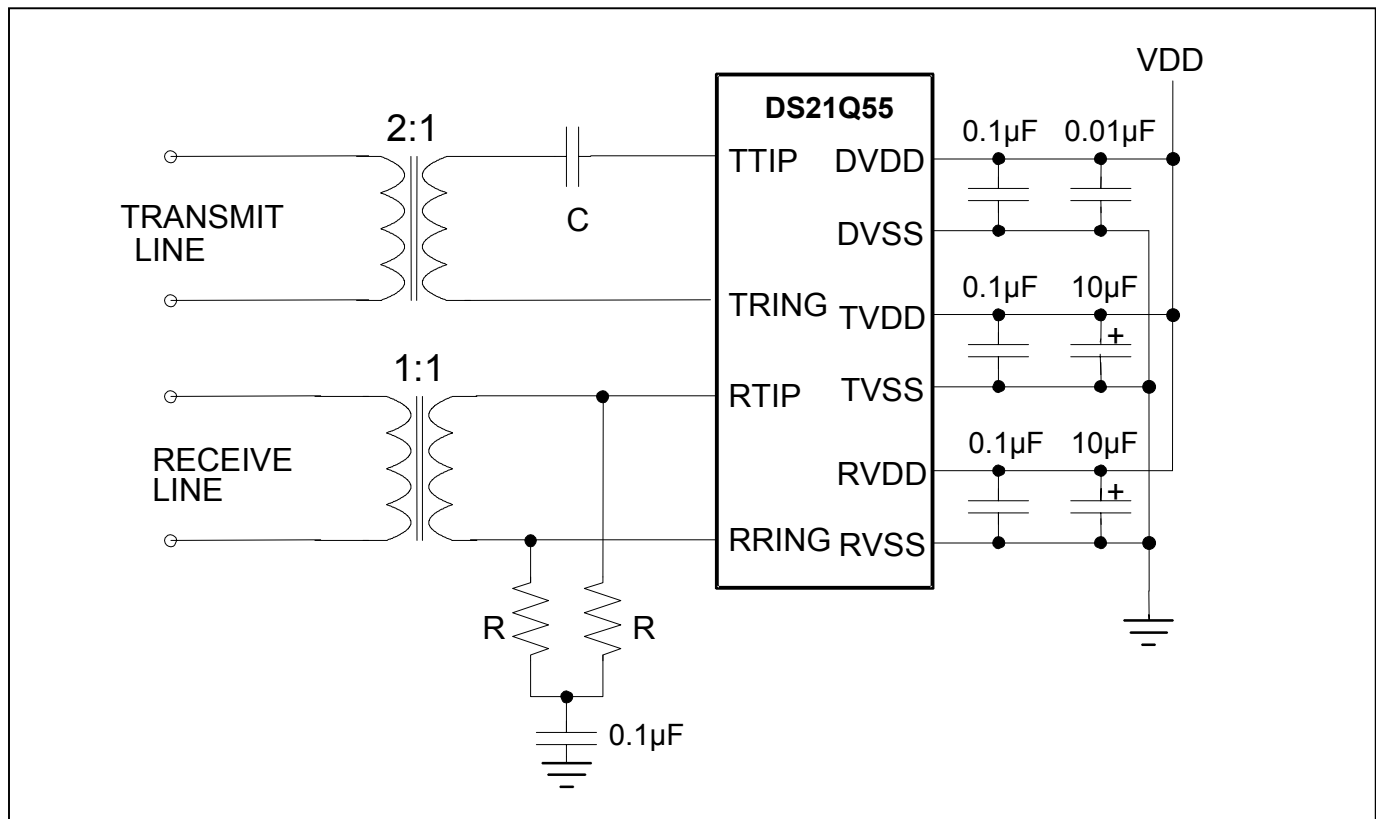 VDD
DS21Q55
2:1
0.1µF
0.01µF
TTIP
DVDD
C
TRANSMIT
LINE
DVSS
0.1µF
10µF
TRING
TVDD
+
1:1
RTIP
TVSS
0.1µF
10µF
RECEIVE
LINE
RVDD
+
RRING
RVSS
R
R
0.1µF